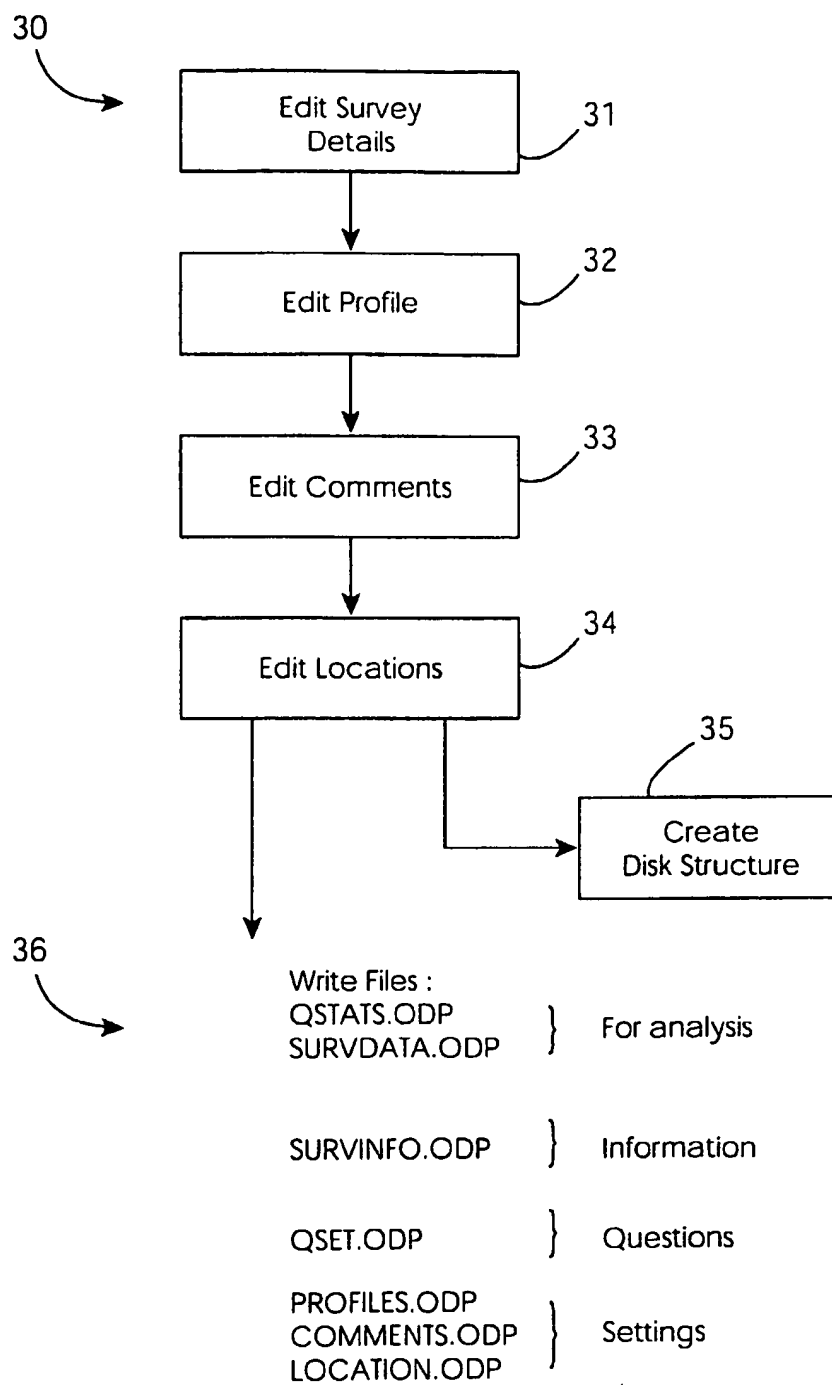 30
Edit Survey
Details
31
Edit Profile
32
Edit Comments
33
Edit Locations
34
35
Create
Disk Structure
36
Write Files :
QSTATS.ODP
SURVDATA.ODP
} For analysis
SURVINFO.ODP } Information
QSET.ODP } Questions
PROFILES.ODP
COMMENTS.ODP
LOCATION.ODP
} Settings